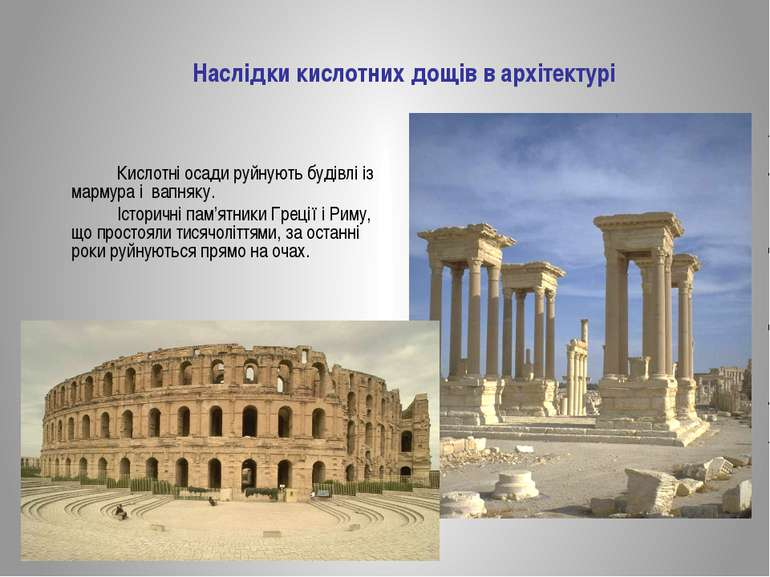 Наслідки кислотних дощів в архітектурі
Кислотні осади руйнують будівлі із
мармура і вапняку.
Історичні пам'ятники Греції і Риму,
що простояли тисячоліттями, за останні
роки руйнуються прямо на очах.